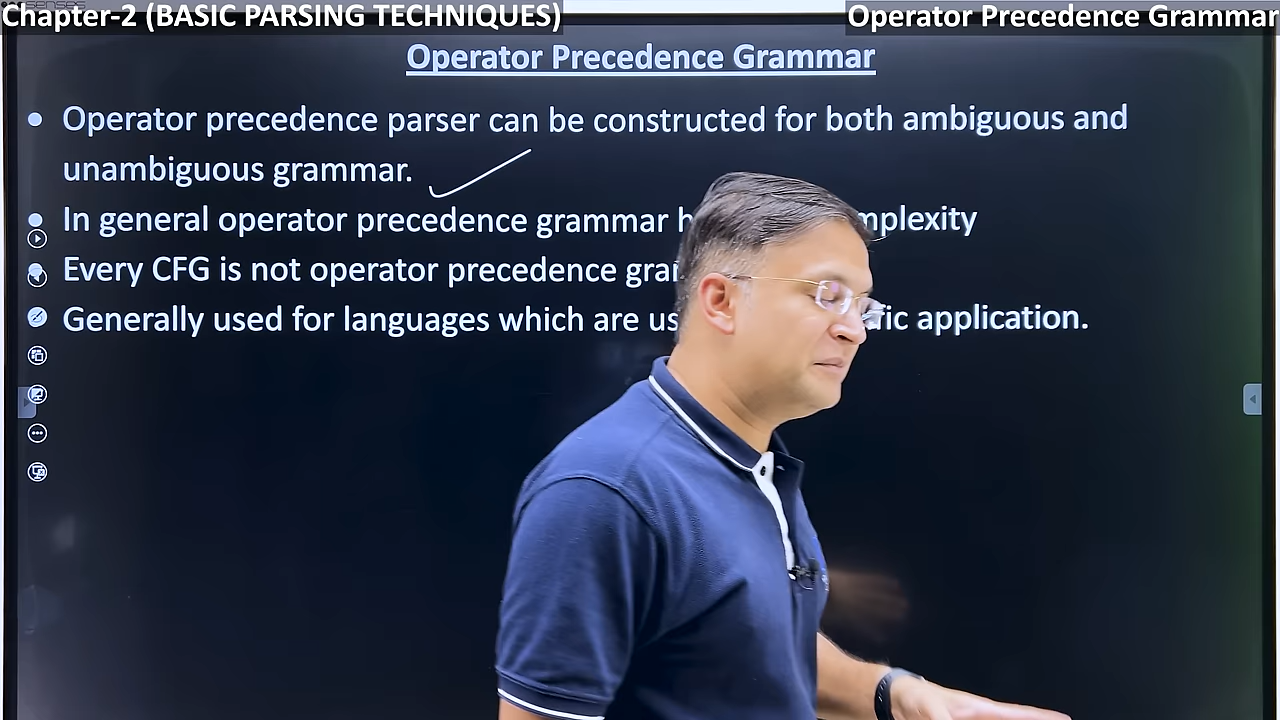 Chapter-2 (BASIC PARSING TECHNIQUES)
Operator Precedence Grammar
Operator Precedence Grammar
• Operator precedence parser can be constructed for both ambiguous and
unambiguous grammar.
• In general operator precedence grammar
• Every CFG is not operator precedence
• Generally used for languages which are application.